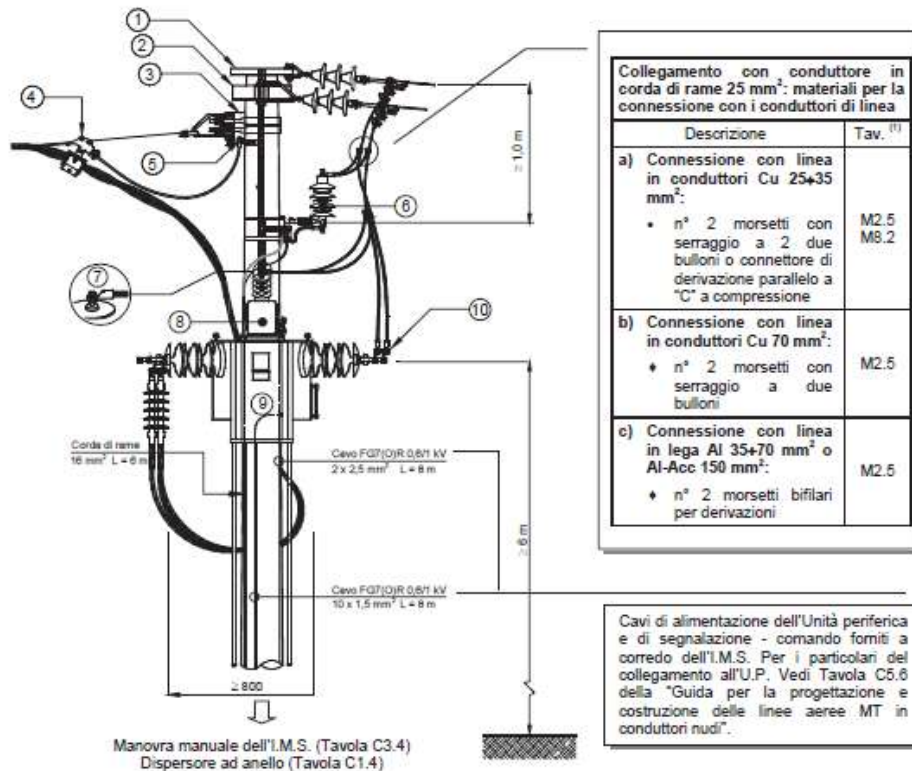 1
2
3
4
5
6
7
8
9
10
≥ 1,0 m
Corda di rame
16 mm² L = 6 m
Cavo FG7(O)R 0,6/1 kV
2 x 2,5 mm² L = 8 m
Cavo FG7(O)R 0,6/1 kV
10 x 1,5 mm² L = 8 m
≥ 6 m
≥ 800
Manovra manuale dell'I.M.S. (Tavola C3.4)
Dispersore ad anello (Tavola C1.4)
Collegamento con conduttore in
corda di rame 25 mm²: materiali per la
connessione con i conduttori di linea
Descrizione Tav. (1)
a) Connessione con linea
in conduttori Cu 25÷35
mm²:
• n° 2 morsetti con
serraggio a 2 due
bulloni o connettore di
derivazione parallelo a
"C" a compressione
M2.5
M8.2
b) Connessione con linea
in conduttori Cu 70 mm²:
♦ n° 2 morsetti con
serraggio a due
bulloni
M2.5
c) Connessione con linea
in lega Al 35÷70 mm² o
Al-Acc 150 mm²:
♦ n° 2 morsetti bifilari
per derivazioni
M2.5
Cavi di alimentazione dell'Unità periferica
e di segnalazione - comando forniti a
corredo dell'I.M.S. Per i particolari del
collegamento all'U.P. Vedi Tavola C5.6
della "Guida per la progettazione e
costruzione delle linee aeree MT in
conduttori nudi".